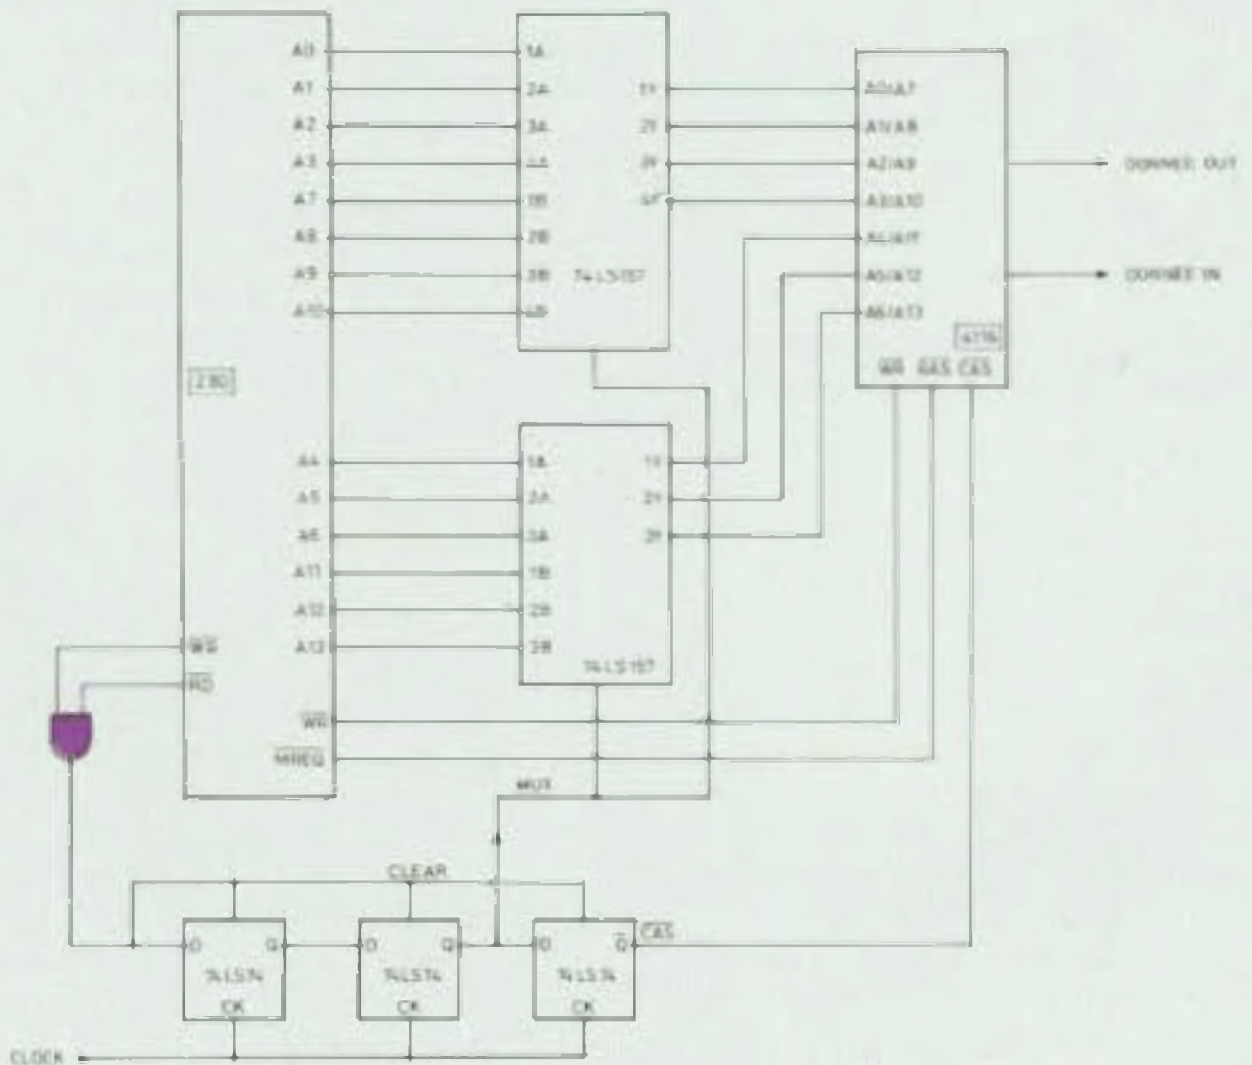 A0
A1
A2
A3
A7
A8
A9
A10
Z80
A4
A5
A6
A11
A12
A13
WR
RD
WR
MREQ
1A
2A
3A
4A
1B
2B
3B
4B
1Y
2Y
3Y
4Y
74LS157
1A
2A
3A
1B
2B
3B
1Y
2Y
3Y
74LS157
A0/A7
A1/A8
A2/A9
A3/A10
A4/A11
A5/A12
A6/A13
4116
WR RAS CAS
DONNEE OUT
DONNEE IN
MUX
CLEAR
D Q
74LS74
CK
D Q
74LS74
CK
D Q
74LS74
CK
CAS
CLOCK